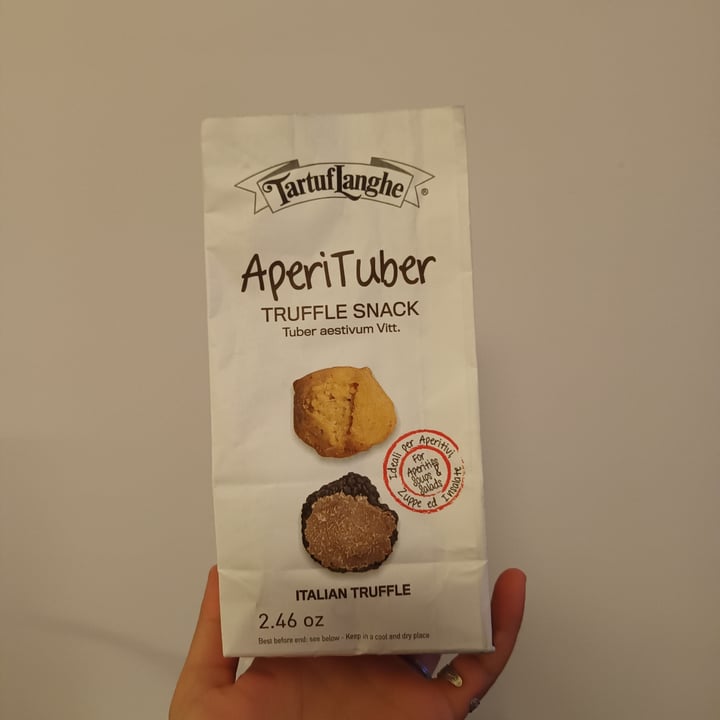 TartufLanghe®
AperiTuber
TRUFFLE SNACK
Tuber aestivum Vitt.
Ideali per Aperitivi
Zuppe ed Insalate
For
Aperitifs
Soups &
Salads
ITALIAN TRUFFLE
2.46 oz
Best before end: see below - Keep in a cool and dry place